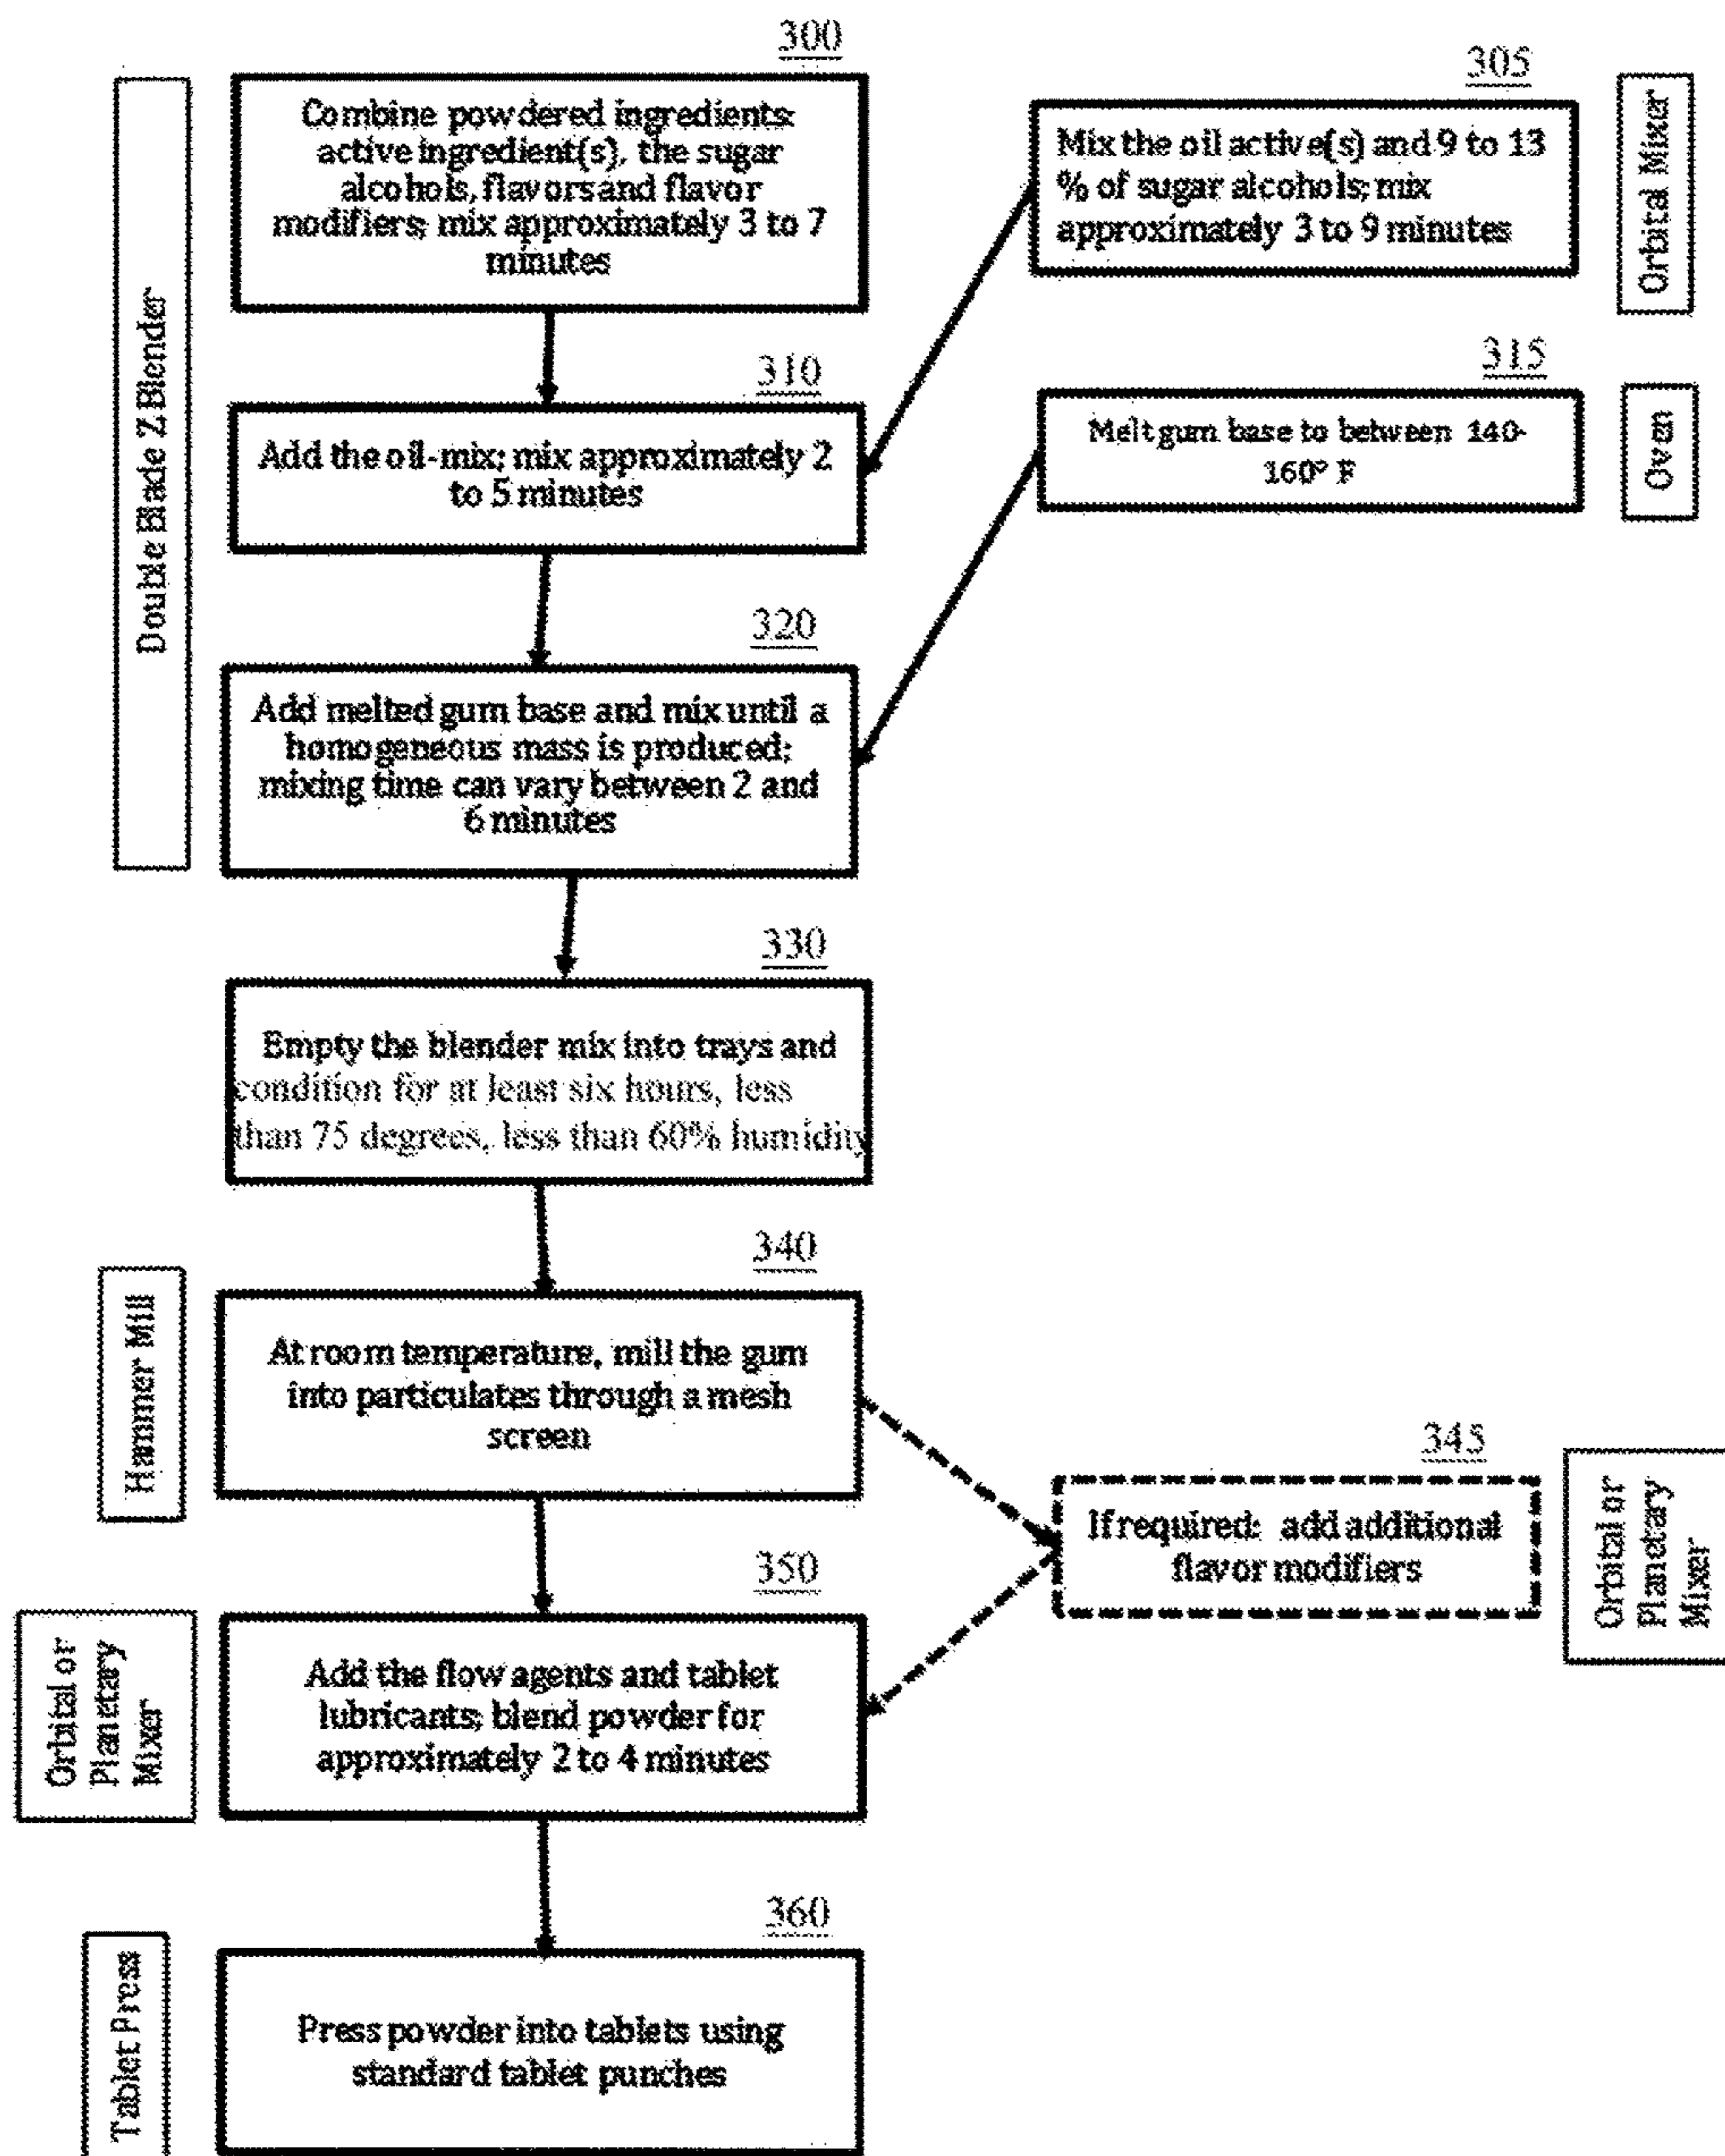 300
Combine powdered ingredients:
active ingredient(s), the sugar
alcohols, flavors and flavor
modifiers; mix approximately 3 to 7
minutes
305
Mix the oil active(s) and 9 to 13
% of sugar alcohols; mix
approximately 3 to 9 minutes
Orbital Mixer
Double Blade Z Blender
310
Add the oil-mix; mix approximately 2
to 5 minutes
315
Melt gum base to between 140-
160° F
Oven
320
Add melted gum base and mix until a
homogeneous mass is produced;
mixing time can vary between 2 and
6 minutes
330
Empty the blender mix into trays and
condition for at least six hours, less
than 75 degrees, less than 60% humidity
340
Hammer Mill
At room temperature, mill the gum
into particulates through a mesh
screen
345
If required: add additional
flavor modifiers
Orbital or
Planetary
Mixer
350
Orbital or
Planetary
Mixer
Add the flow agents and tablet
lubricants; blend powder for
approximately 2 to 4 minutes
360
Tablet Press
Press powder into tablets using
standard tablet punches